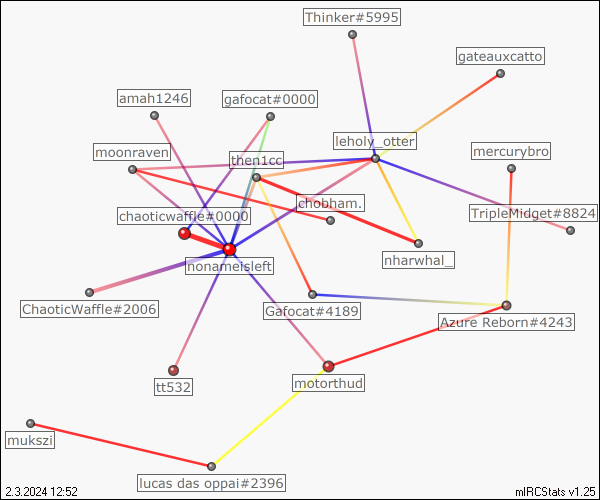 Thinker#5995
gateauxcatto
amah1246
gafocat#0000
leholy_otter
moonraven
then1cc
mercurybro
chobham.
chaoticwaffle#0000
TripleMidget#8824
nharwhal_
nonameisleft
ChaoticWaffle#2006
Gafocat#4189
Azure Reborn#4243
tt532
motorthud
mukszi
lucas das oppai#2396
2.3.2024 12:52
mIRCStats v1.25